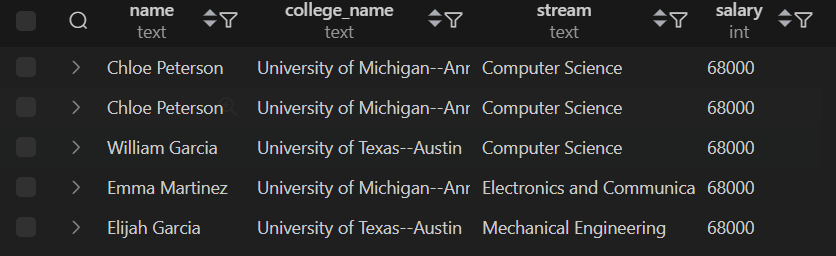 name college_name stream salary
text text text int
Chloe Peterson University of Michigan--Anr Computer Science 68000
Chloe Peterson University of Michigan--Anr Computer Science 68000
William Garcia University of Texas--Austin Computer Science 68000
Emma Martinez University of Michigan--Anr Electronics and Communica 68000
Elijah Garcia University of Texas--Austin Mechanical Engineering 68000